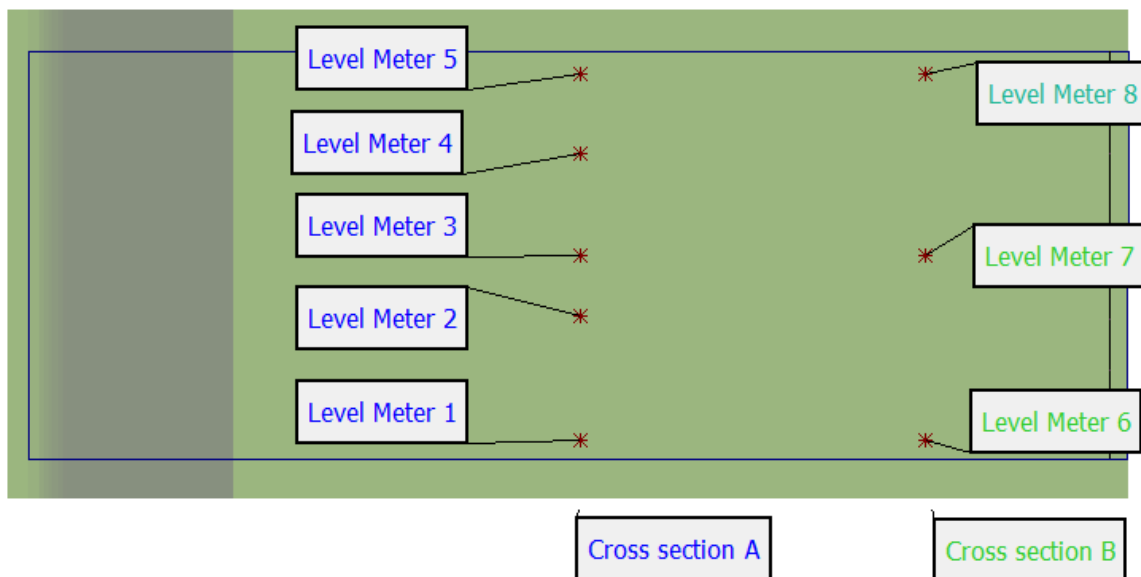 Level Meter 5
Level Meter 8
Level Meter 4
Level Meter 3
Level Meter 7
Level Meter 2
Level Meter 1
Level Meter 6
Cross section A
Cross section B